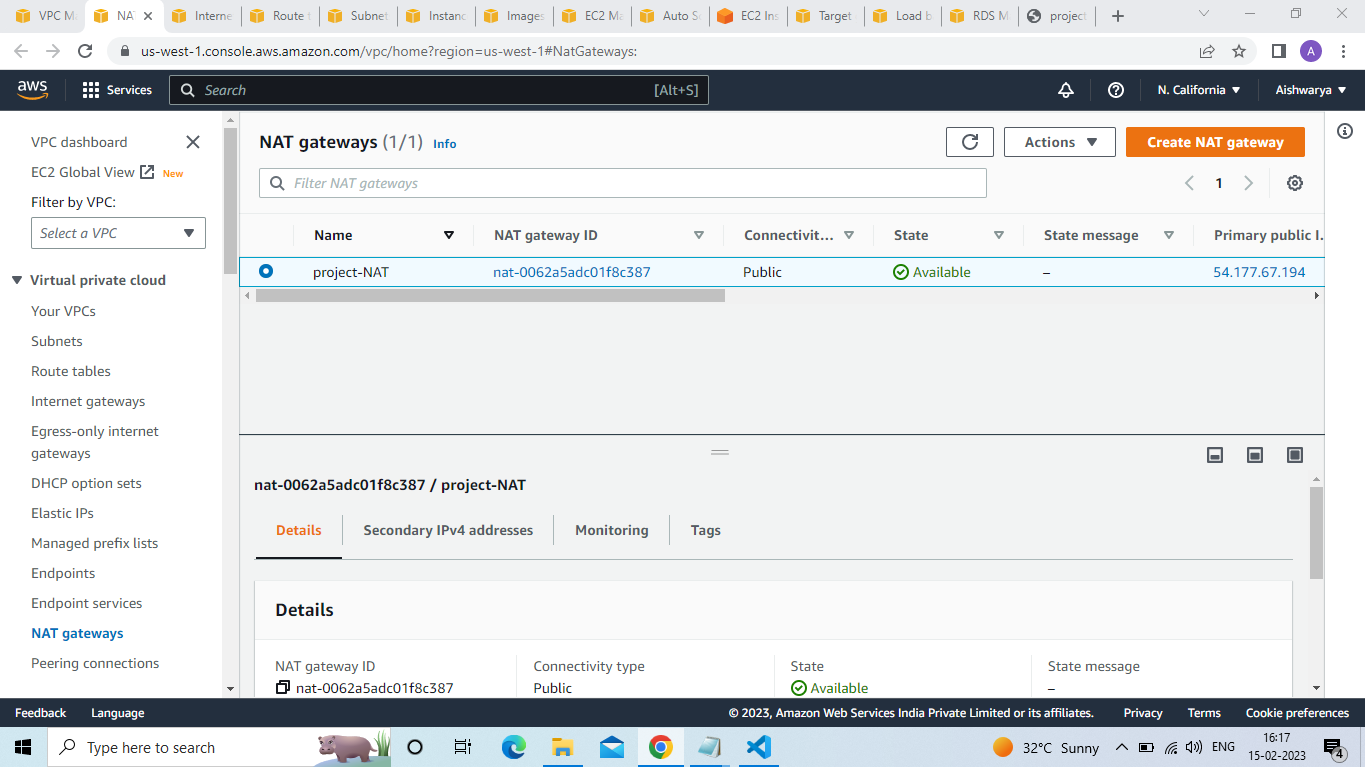 VPC M
NAT
Interne
Route t
Subnet
Instanc
Images
EC2 Ma
Auto S
EC2 Ins
Target
Load b
RDS M
project
us-west-1.console.aws.amazon.com/vpc/home?region=us-west-1#NatGateways:
A
aws
Services
Search
[Alt+S]
N. California
Aishwarya
VPC dashboard
EC2 Global View New
Filter by VPC:
Select a VPC
Virtual private cloud
Your VPCs
Subnets
Route tables
Internet gateways
Egress-only internet
gateways
DHCP option sets
Elastic IPs
Managed prefix lists
Endpoints
Endpoint services
NAT gateways
Peering connections
NAT gateways (1/1) Info
Actions
Create NAT gateway
Filter NAT gateways
1
Name NAT gateway ID Connectivit... State State message Primary public I.
project-NAT nat-0062a5adc01f8c387 Public Available – 54.177.67.194
nat-0062a5adc01f8c387 / project-NAT
Details Secondary IPv4 addresses Monitoring Tags
Details
NAT gateway ID Connectivity type State State message
nat-0062a5adc01f8c387 Public Available –
Feedback Language © 2023, Amazon Web Services India Private Limited or its affiliates. Privacy Terms Cookie preferences
Type here to search
32°C Sunny
ENG
16:17
15-02-2023
4